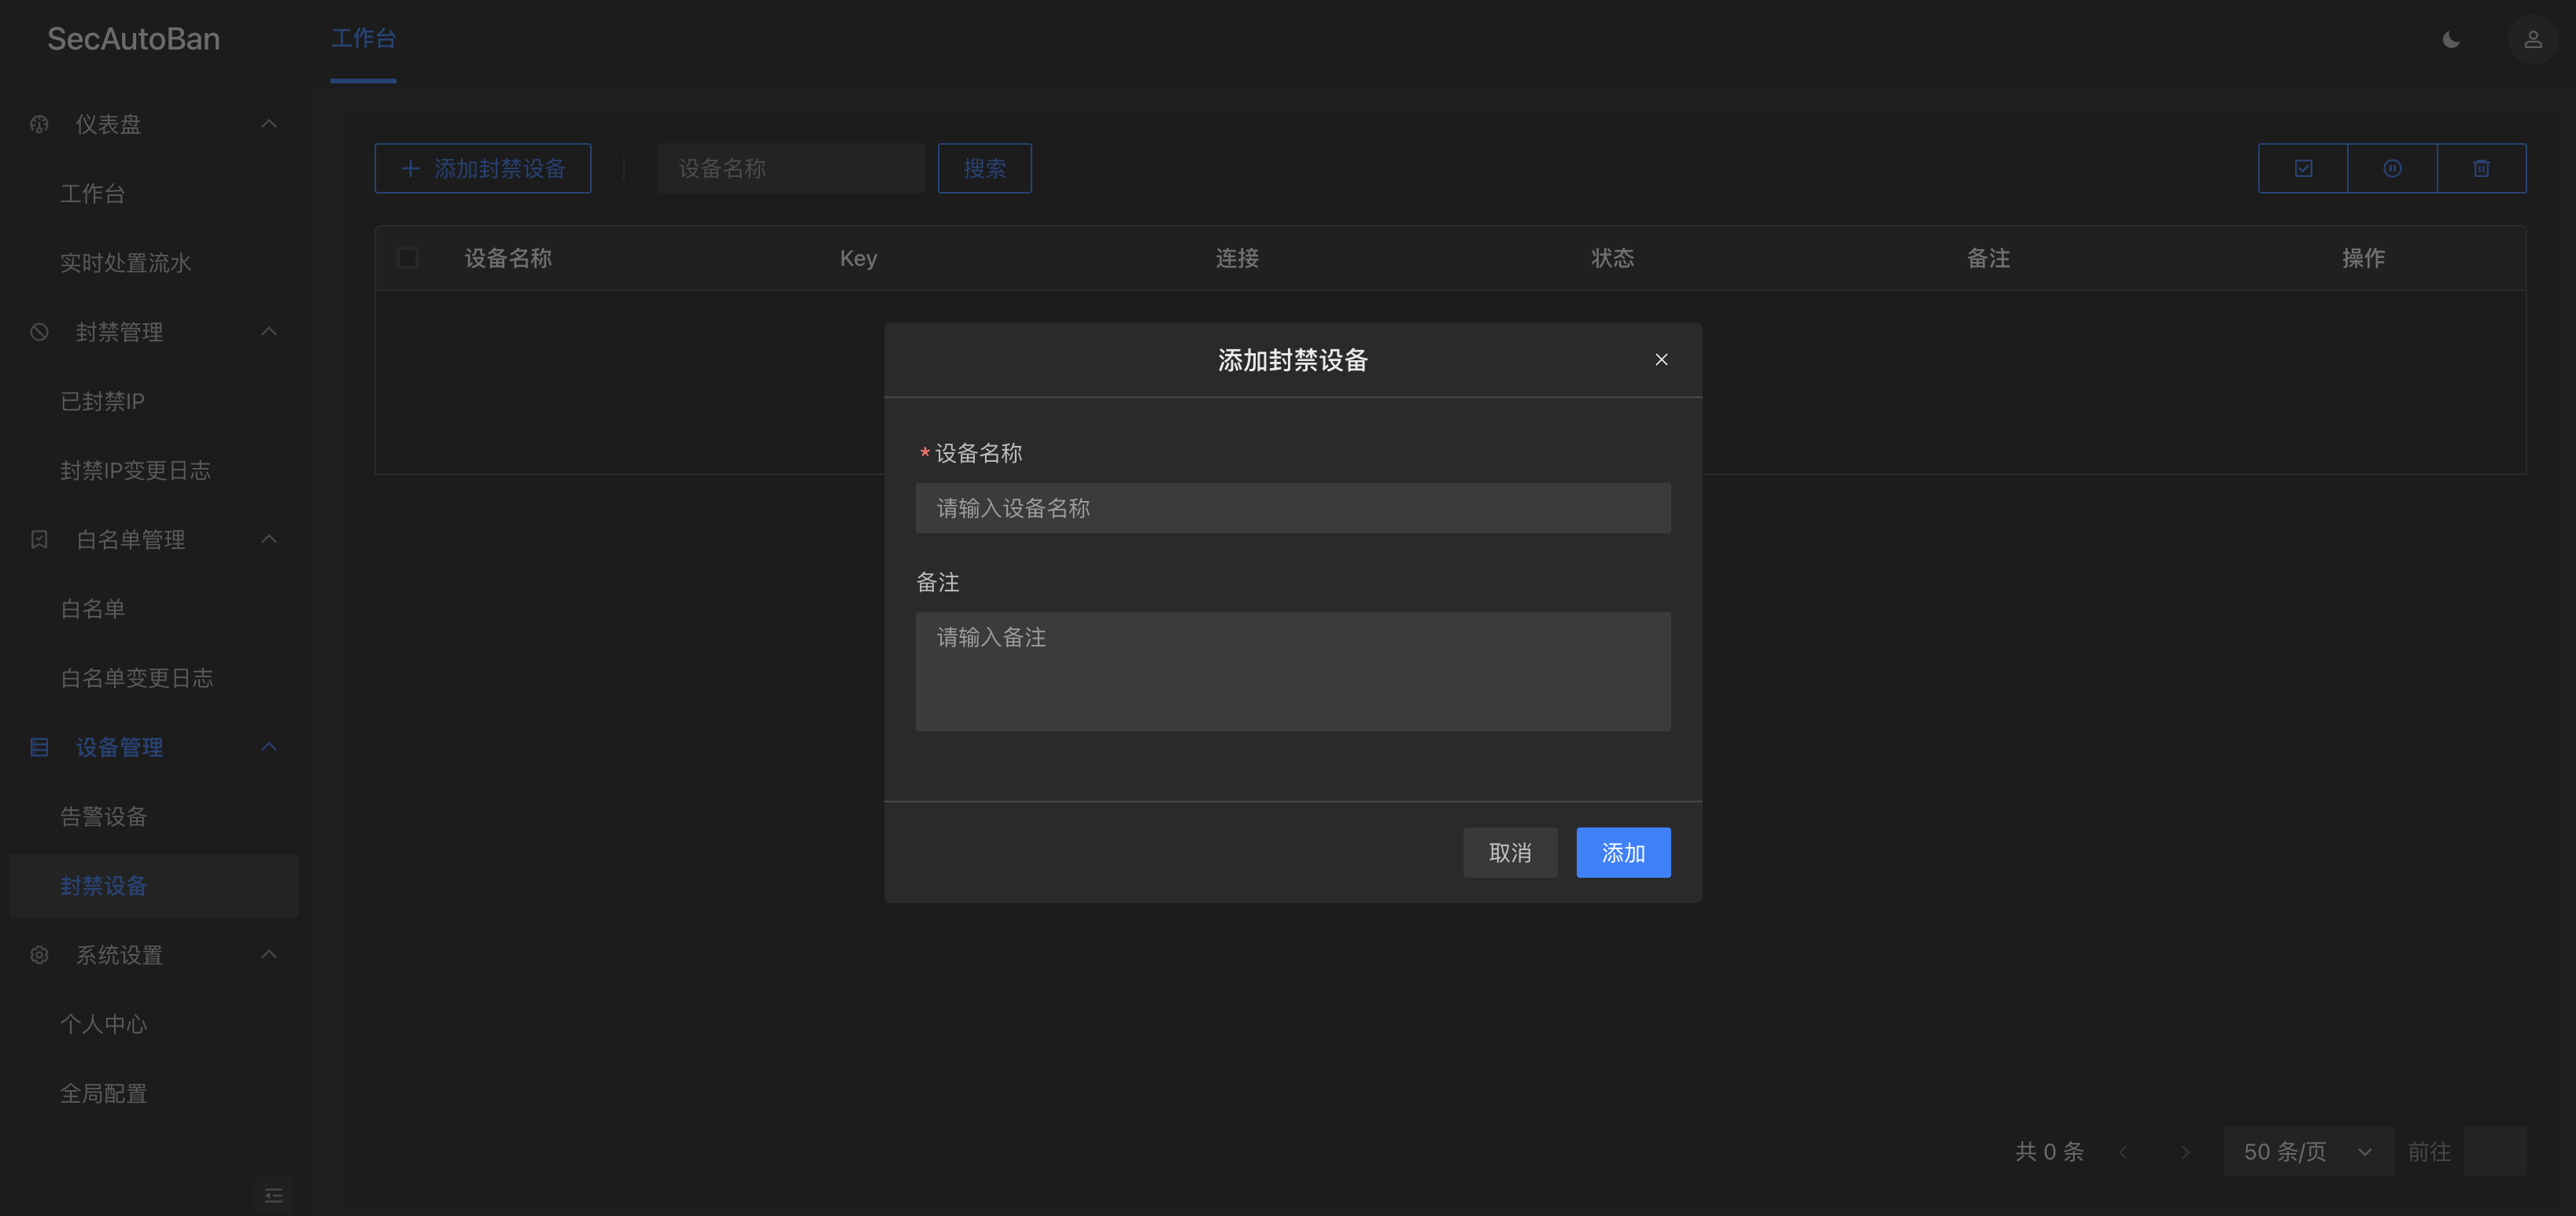 SecAutoBan
工作台
仪表盘
工作台
实时处置流水
封禁管理
已封禁IP
封禁IP变更日志
白名单管理
白名单
白名单变更日志
设备管理
告警设备
封禁设备
系统设置
个人中心
全局配置
添加封禁设备 设备名称 搜索
设备名称 Key 连接 状态 备注 操作
添加封禁设备
* 设备名称
请输入设备名称
备注
请输入备注
取消 添加
共 0 条 50 条/页 前往